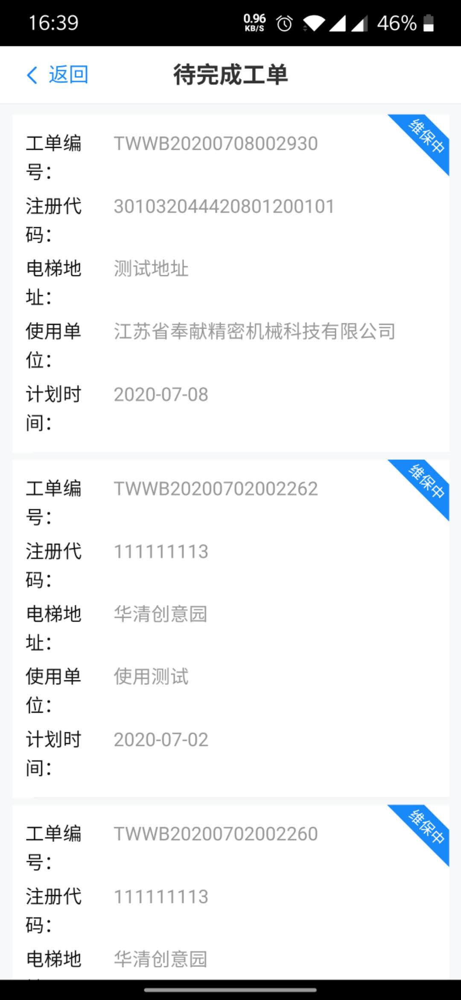 16:39
0.96
KB/S
46%
返回
待完成工单
维保中
工单编
号：
TWWB20200708002930
注册代
码：
301032044420801200101
电梯地
址：
测试地址
使用单
位：
江苏省奉献精密机械科技有限公司
计划时
间：
2020-07-08
维保中
工单编
号：
TWWB20200702002262
注册代
码：
111111113
电梯地
址：
华清创意园
使用单
位：
使用测试
计划时
间：
2020-07-02
维保中
工单编
号：
TWWB20200702002260
注册代
码：
111111113
电梯地
华清创意园